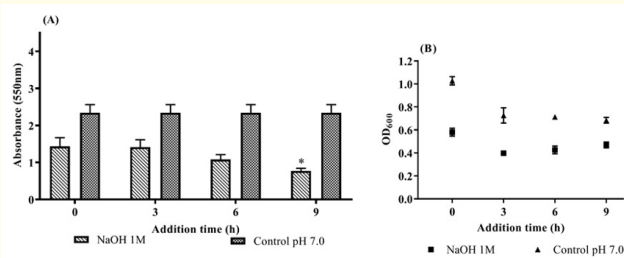 (A)
Absorbance (550nm)
4
3
2
1
0
*
0 3 6 9
Addition time (h)
NaOH 1M Control pH 7.0
(B)
OD600
1.2
1.0
0.8
0.6
0.4
0.2
0.0
0 3 6 9
Addition time (h)
NaOH 1M Control pH 7.0